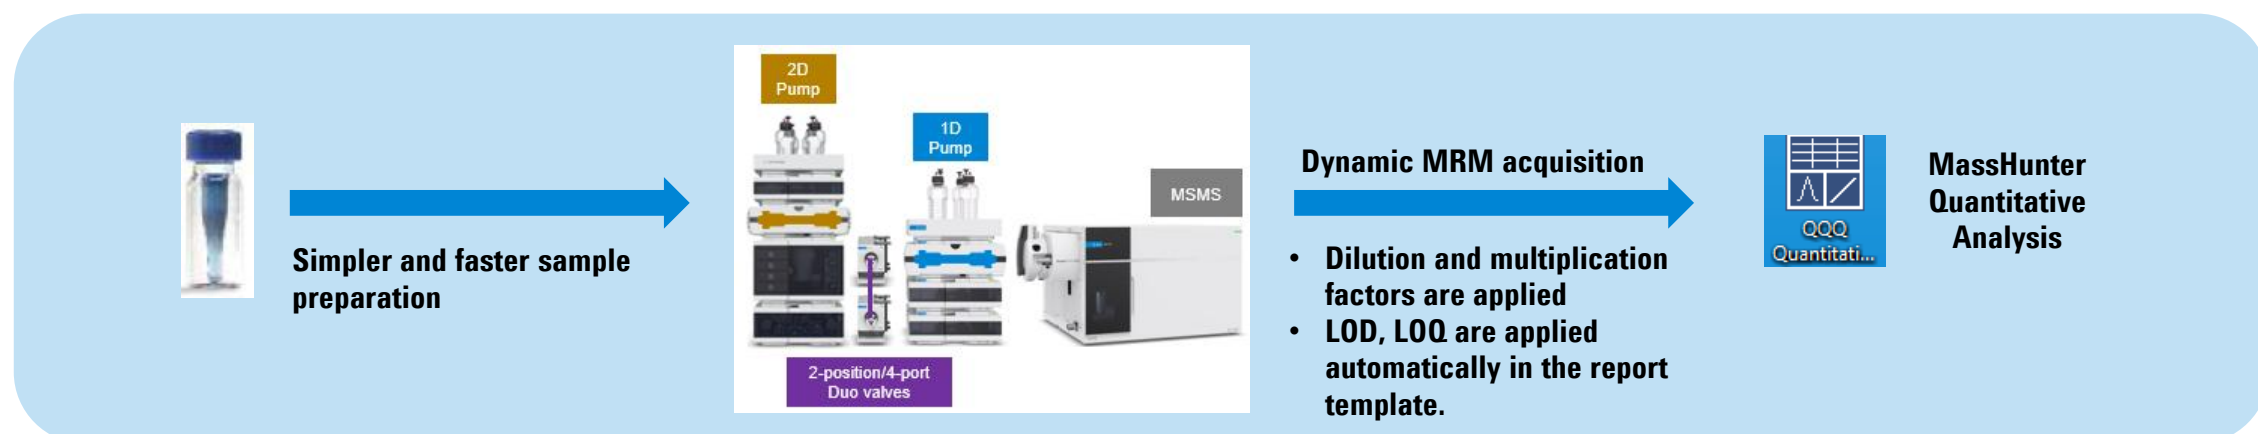 Simpler and faster sample
preparation
2D
Pump
1D
Pump
MSMS
2-position/4-port
Duo valves
Dynamic MRM acquisition
• Dilution and multiplication
factors are applied
• LOD, LOQ are applied
automatically in the report
template.
QQQ
Quantitati...
MassHunter
Quantitative
Analysis